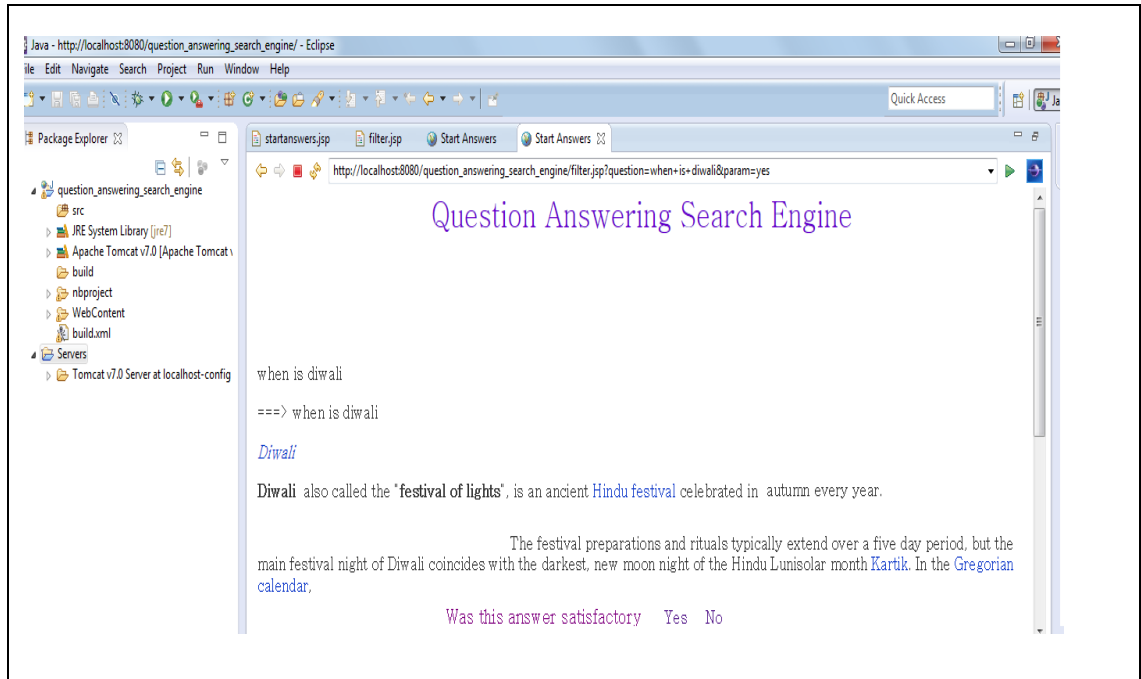 Java - http://localhost:8080/question_answering_search_engine/ - Eclipse
ile Edit Navigate Search Project Run Window Help
Quick Access
Ja
Package Explorer
startanswers.jsp filter.jsp Start Answers Start Answers
http://localhost:8080/question_answering_search_engine/filter.jsp?question=when+is+diwali&param=yes
question_answering_search_engine
src
JRE System Library [jre7]
Apache Tomcat v7.0 [Apache Tomcat v
build
nbproject
WebContent
build.xml
Servers
Tomcat v7.0 Server at localhost-config
Question Answering Search Engine
when is diwali
===> when is diwali
Diwali
Diwali also called the "festival of lights", is an ancient Hindu festival celebrated in autumn every year.
The festival preparations and rituals typically extend over a five day period, but the
main festival night of Diwali coincides with the darkest, new moon night of the Hindu Lunisolar month Kartik. In the Gregorian
calendar,
Was this answer satisfactory Yes No